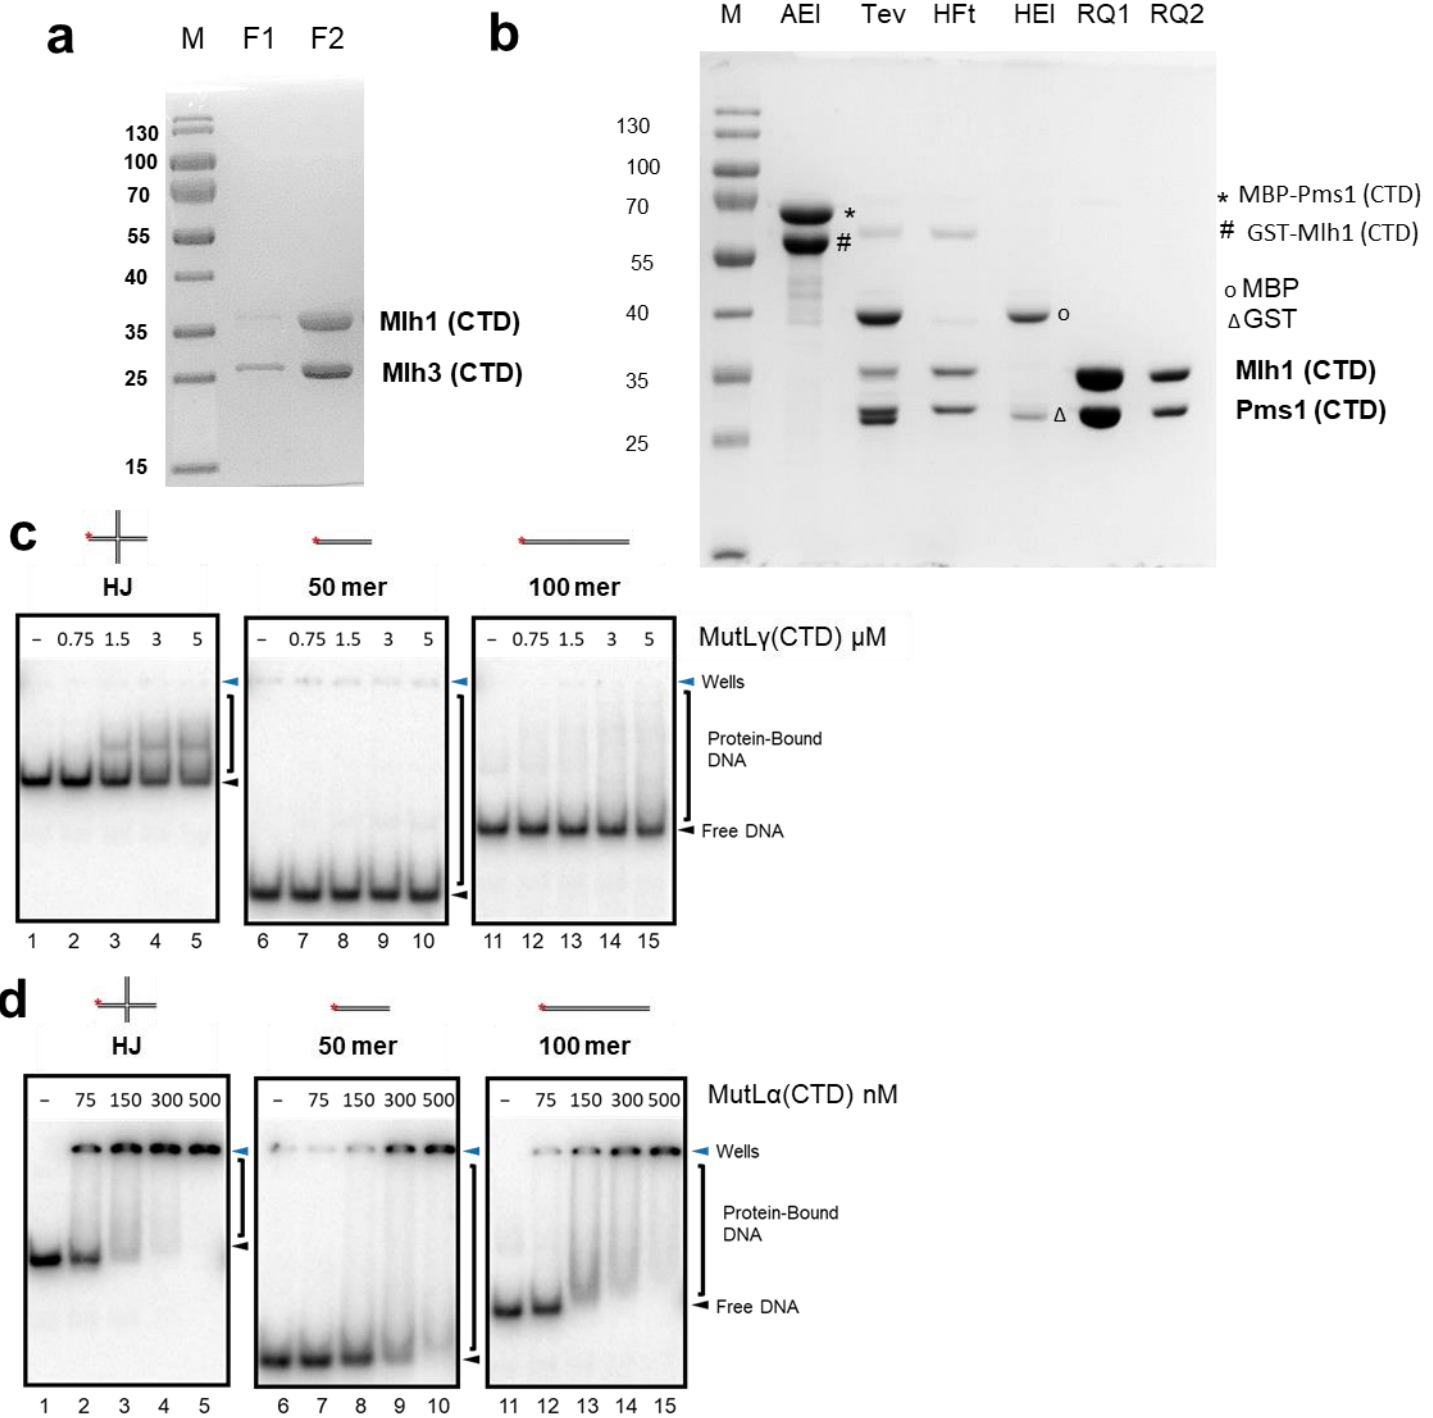 a
M F1 F2
130
100
70
55
40
35
25
15
Mlh1 (CTD)
Mlh3 (CTD)
b
M AEl Tev HFt HEl RQ1 RQ2
130
100
70
55
40
35
25
*
#
o
Δ
* MBP-Pms1 (CTD)
# GST-Mlh1 (CTD)
o MBP
Δ GST
Mlh1 (CTD)
Pms1 (CTD)
c
*
*
*
HJ 50 mer 100 mer
– 0.75 1.5 3 5
– 0.75 1.5 3 5
– 0.75 1.5 3 5
MutLγ(CTD) μM
Wells
Protein-Bound
DNA
Free DNA
1 2 3 4 5
6 7 8 9 10
11 12 13 14 15
d
*
*
*
HJ 50 mer 100 mer
– 75 150 300 500
– 75 150 300 500
– 75 150 300 500
MutLα(CTD) nM
Wells
Protein-Bound
DNA
Free DNA
1 2 3 4 5
6 7 8 9 10
11 12 13 14 15